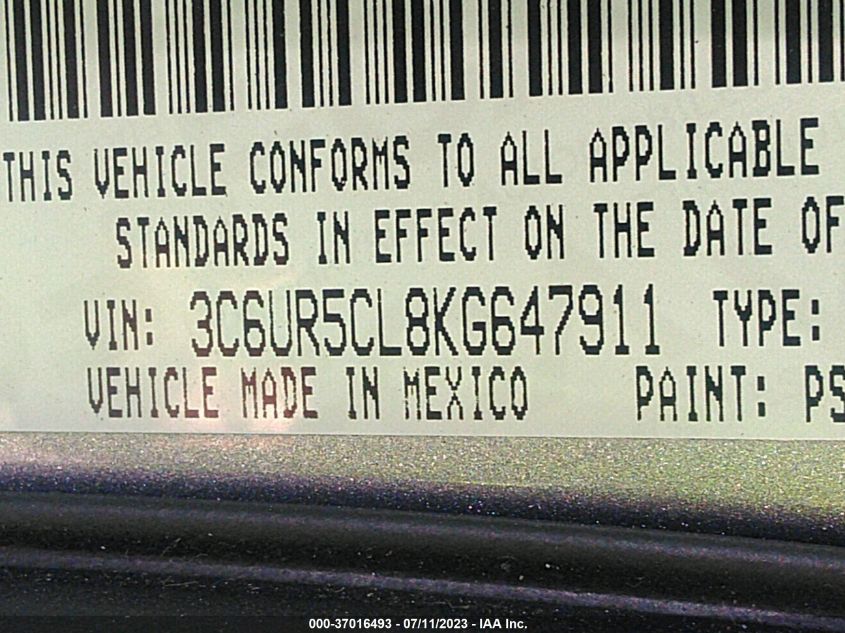 THIS VEHICLE CONFORMS TO ALL APPLICABLE
STANDARDS IN EFFECT ON THE DATE OF
VIN: 3C6UR5CL8KG647911 TYPE:
VEHICLE MADE IN MEXICO PAINT: PS
000-37016493 - 07/11/2023 - IAA Inc.